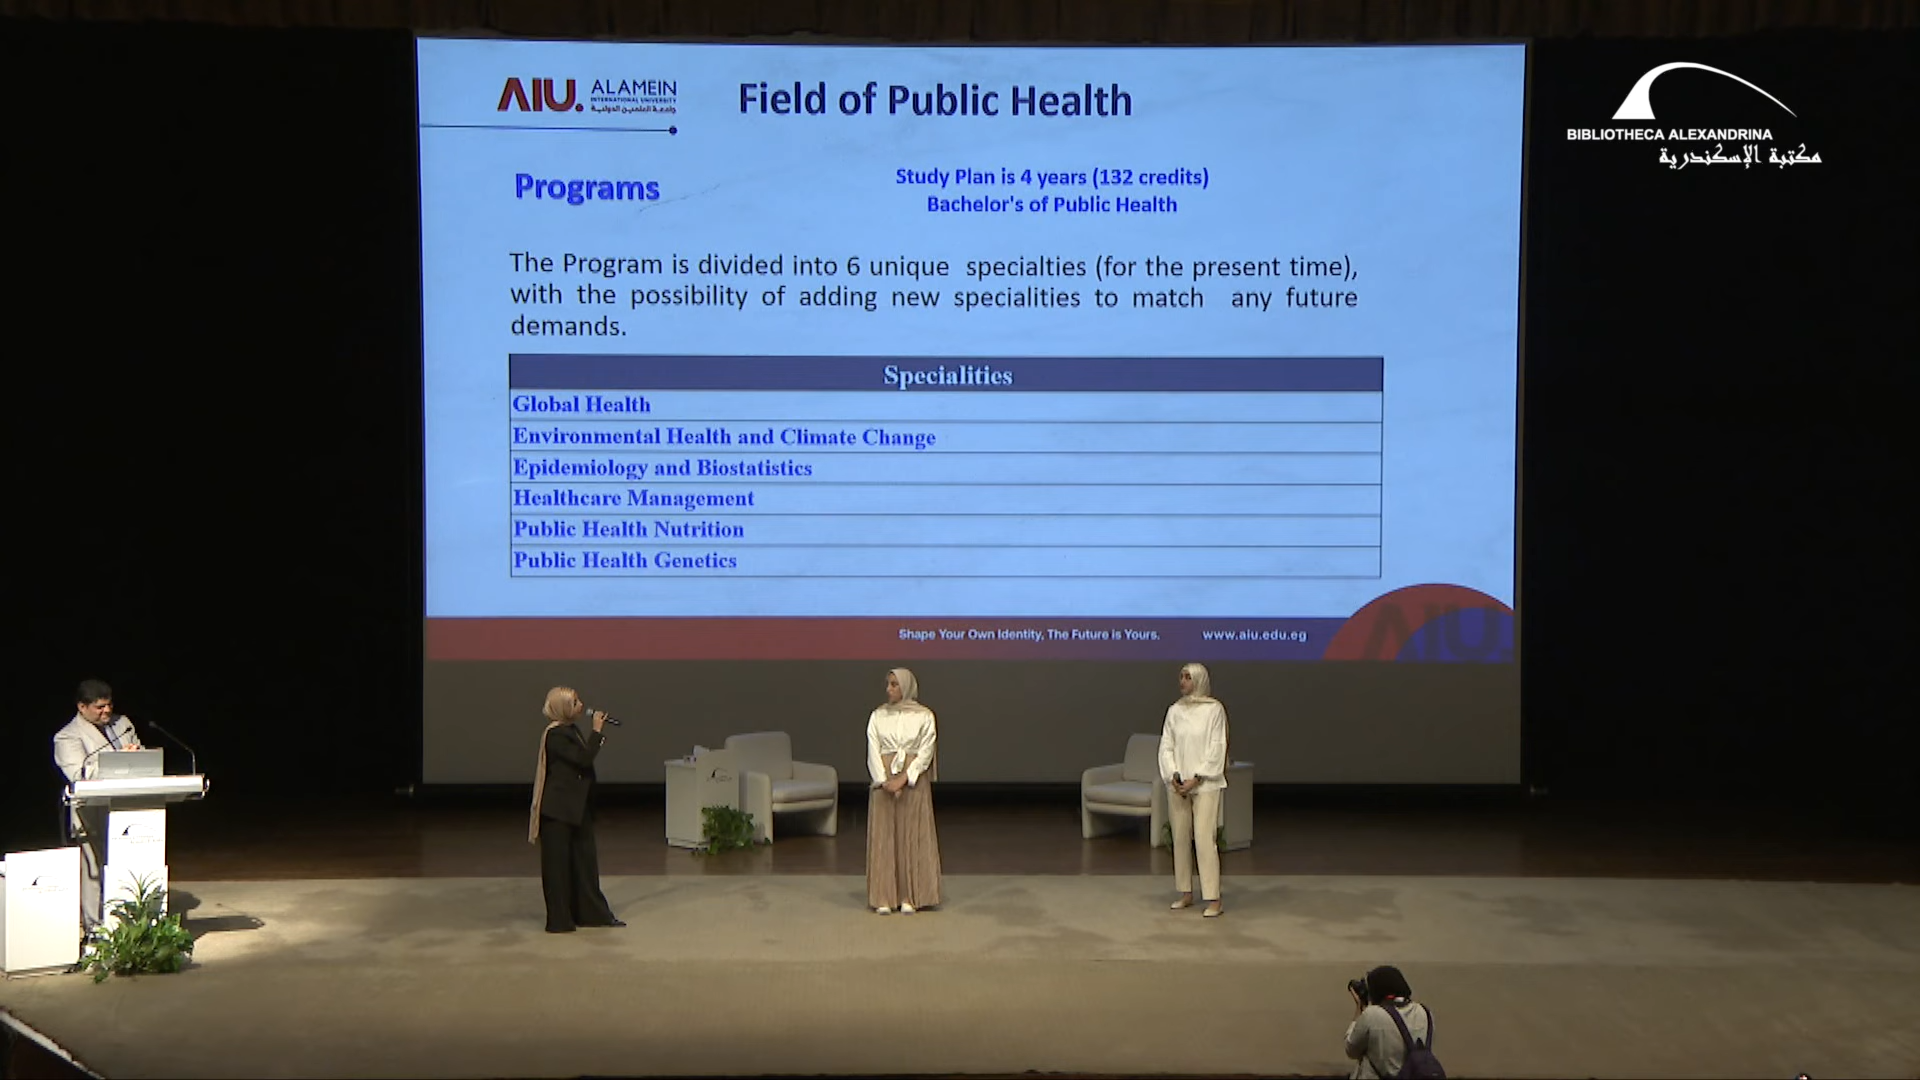 AIU.
ALAMEIN
INTERNATIONAL UNIVERSITY
جامعة العلمين الدولية
Field of Public Health
BIBLIOTHECA ALEXANDRINA
مكتبة الإسكندرية
Programs
Study Plan is 4 years (132 credits)
Bachelor's of Public Health
The Program is divided into 6 unique specialties (for the present time),
with the possibility of adding new specialities to match any future
demands.
Specialities
Global Health
Environmental Health and Climate Change
Epidemiology and Biostatistics
Healthcare Management
Public Health Nutrition
Public Health Genetics
Shape Your Own Identity, The Future is Yours.
www.aiu.edu.eg
AIU.